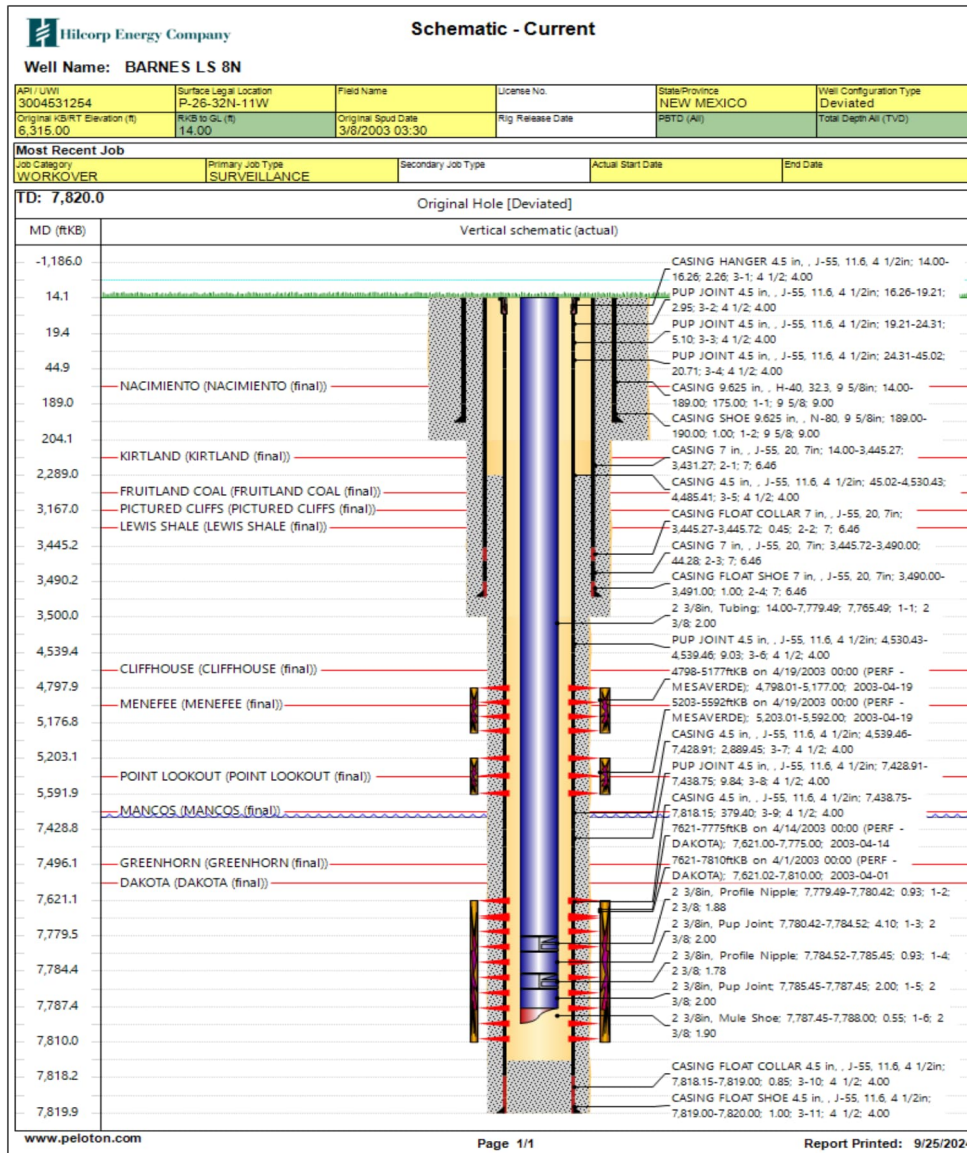 Hilcorp Energy Company
Schematic - Current
Well Name: BARNES LS 8N
API / UWI
3004531254
Surface Legal Location
P-26-32N-11W
Field Name
License No.
State/Province
NEW MEXICO
Well Configuration Type
Deviated
Original KB/RT Elevation (ft)
6,315.00
RKB to GL (ft)
14.00
Original Spud Date
3/8/2003 03:30
Rig Release Date
PBTD (All)
Total Depth All (TVD)
Most Recent Job
Job Category
WORKOVER
Primary Job Type
SURVEILLANCE
Secondary Job Type
Actual Start Date
End Date
TD: 7,820.0
Original Hole [Deviated]
MD (ftKB)
Vertical schematic (actual)
-1,186.0
14.1
19.4
44.9
189.0
204.1
2,289.0
3,167.0
3,445.2
3,490.2
3,500.0
4,539.4
4,797.9
5,176.8
5,203.1
5,591.9
7,428.8
7,496.1
7,621.1
7,779.5
7,784.4
7,787.4
7,810.0
7,818.2
7,819.9
NACIMIENTO (NACIMIENTO (final))
KIRTLAND (KIRTLAND (final))
FRUITLAND COAL (FRUITLAND COAL (final))
PICTURED CLIFFS (PICTURED CLIFFS (final))
LEWIS SHALE (LEWIS SHALE (final))
CLIFFHOUSE (CLIFFHOUSE (final))
MENEFEE (MENEFEE (final))
POINT LOOKOUT (POINT LOOKOUT (final))
MANCOS (MANCOS (final))
GREENHORN (GREENHORN (final))
DAKOTA (DAKOTA (final))
CASING HANGER 4.5 in, , J-55, 11.6, 4 1/2in; 14.00-
16.26; 2.26; 3-1; 4 1/2; 4.00
PUP JOINT 4.5 in, , J-55, 11.6, 4 1/2in; 16.26-19.21;
2.95; 3-2; 4 1/2; 4.00
PUP JOINT 4.5 in, , J-55, 11.6, 4 1/2in; 19.21-24.31;
5.10; 3-3; 4 1/2; 4.00
PUP JOINT 4.5 in, , J-55, 11.6, 4 1/2in; 24.31-45.02;
20.71; 3-4; 4 1/2; 4.00
CASING 9.625 in, , H-40, 32.3, 9 5/8in; 14.00-
189.00; 175.00; 1-1; 9 5/8; 9.00
CASING SHOE 9.625 in, , N-80, 9 5/8in; 189.00-
190.00; 1.00; 1-2; 9 5/8; 9.00
CASING 7 in, , J-55, 20, 7in; 14.00-3,445.27;
3,431.27; 2-1; 7; 6.46
CASING 4.5 in, , J-55, 11.6, 4 1/2in; 45.02-4,530.43;
4,485.41; 3-5; 4 1/2; 4.00
CASING FLOAT COLLAR 7 in, , J-55, 20, 7in;
3,445.27-3,445.72; 0.45; 2-2; 7; 6.46
CASING 7 in, , J-55, 20, 7in; 3,445.72-3,490.00;
44.28; 2-3; 7; 6.46
CASING FLOAT SHOE 7 in, , J-55, 20, 7in; 3,490.00-
3,491.00; 1.00; 2-4; 7; 6.46
2 3/8in, Tubing; 14.00-7,779.49; 7,765.49; 1-1; 2
3/8; 2.00
PUP JOINT 4.5 in, , J-55, 11.6, 4 1/2in; 4,530.43-
4,539.46; 9.03; 3-6; 4 1/2; 4.00
4798-5177ftKB on 4/19/2003 00:00 (PERF -
MESAVERDE); 4,798.01-5,177.00; 2003-04-19
5203-5592ftKB on 4/19/2003 00:00 (PERF -
MESAVERDE); 5,203.01-5,592.00; 2003-04-19
CASING 4.5 in, , J-55, 11.6, 4 1/2in; 4,539.46-
7,428.91; 2,889.45; 3-7; 4 1/2; 4.00
PUP JOINT 4.5 in, , J-55, 11.6, 4 1/2in; 7,428.91-
7,438.75; 9.84; 3-8; 4 1/2; 4.00
CASING 4.5 in, , J-55, 11.6, 4 1/2in; 7,438.75-
7,818.15; 379.40; 3-9; 4 1/2; 4.00
7621-7775ftKB on 4/14/2003 00:00 (PERF -
DAKOTA); 7,621.00-7,775.00; 2003-04-14
7621-7810ftKB on 4/1/2003 00:00 (PERF -
DAKOTA); 7,621.02-7,810.00; 2003-04-01
2 3/8in, Profile Nipple; 7,779.49-7,780.42; 0.93; 1-2;
2 3/8; 1.88
2 3/8in, Pup Joint; 7,780.42-7,784.52; 4.10; 1-3; 2
3/8; 2.00
2 3/8in, Profile Nipple; 7,784.52-7,785.45; 0.93; 1-4;
2 3/8; 1.78
2 3/8in, Pup Joint; 7,785.45-7,787.45; 2.00; 1-5; 2
3/8; 2.00
2 3/8in, Mule Shoe; 7,787.45-7,788.00; 0.55; 1-6; 2
3/8; 1.90
CASING FLOAT COLLAR 4.5 in, , J-55, 11.6, 4 1/2in;
7,818.15-7,819.00; 0.85; 3-10; 4 1/2; 4.00
CASING FLOAT SHOE 4.5 in, , J-55, 11.6, 4 1/2in;
7,819.00-7,820.00; 1.00; 3-11; 4 1/2; 4.00
www.peloton.com
Page 1/1
Report Printed: 9/25/2024